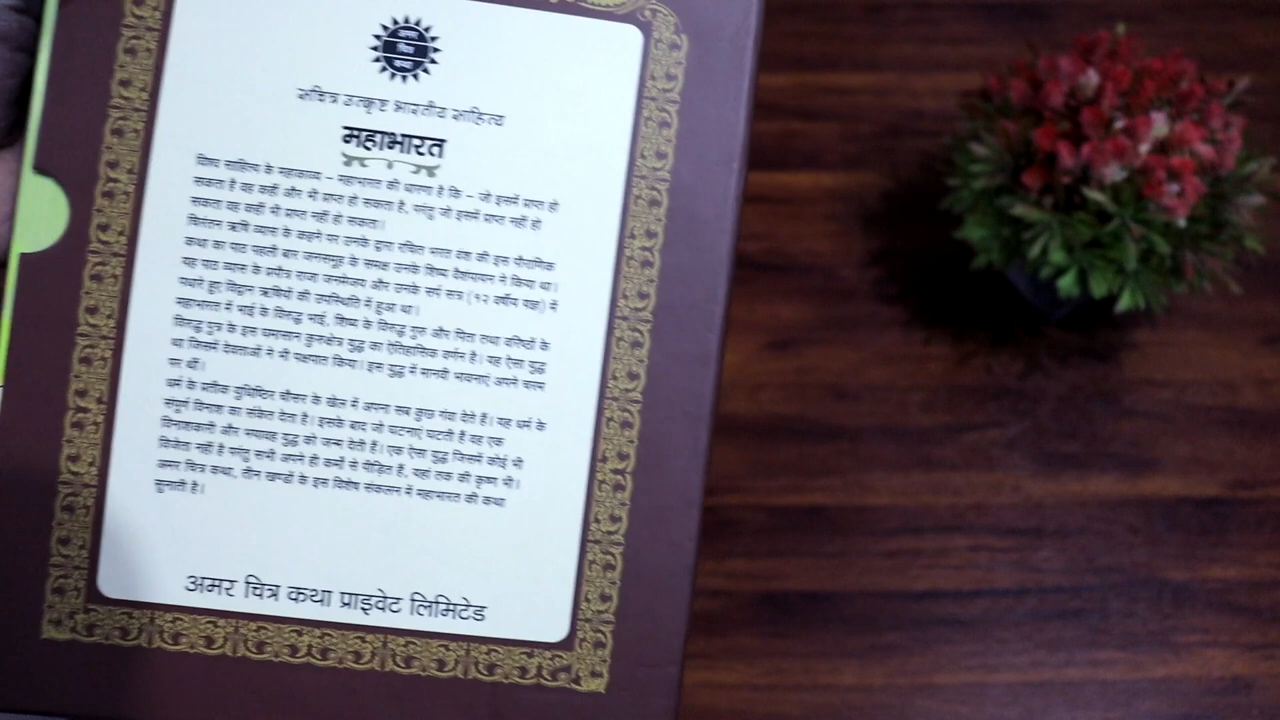 अमर
चित्र
कथा
सचित्र उत्कृष्ट भारतीय साहित्य
महाभारत
विश्व साहित्य के महाकाव्य – महाभारत की धारणा है कि – जो इसमें प्राप्त हो
सकता है वह कहीं और भी प्राप्त हो सकता है, परंतु जो इसमें प्राप्त नहीं हो
सकता वह कहीं भी प्राप्त नहीं हो सकता।
चिरंतन ऋषि व्यास के कहने पर उनके द्वारा रचित भारत वंश की इस पौराणिक
कथा का पाठ पहली बार जनसमूह के समक्ष उनके शिष्य वैशंपायन ने किया था।
यह पाठ व्यास के प्रपौत्र राजा जनमेजय और उनके सर्प सत्र (१२ वर्षीय यज्ञ) में
पधारे हुए विद्वान ऋषियों की उपस्थिति में हुआ था।
महाभारत में भाई के विरुद्ध भाई, शिष्य के विरुद्ध गुरु और पिता तथा वरिष्ठों के
विरुद्ध पुत्र के इस घमासान कुरुक्षेत्र युद्ध का ऐतिहासिक वर्णन है। यह ऐसा युद्ध
था जिसमें देवताओं ने भी पक्षपात किया। इस युद्ध में मानवी भावनाएं अपने चरम
पर थीं।
धर्म के प्रतीक युधिष्ठिर चौसर के खेल में अपना सब कुछ गंवा देते हैं। यह धर्म के
संपूर्ण विनाश का संकेत देता है। इसके बाद जो घटनाएं घटती हैं वह एक
विनाशकारी और भयावह युद्ध को जन्म देती हैं। एक ऐसा युद्ध जिसमें कोई भी
विजेता नहीं है परंतु सभी अपने ही कर्मों से पीड़ित हैं, यहां तक की कृष्ण भी।
अमर चित्र कथा, तीन खण्डों के इस विशेष संकलन में महाभारत की कथा
सुनाती है।
अमर चित्र कथा प्राइवेट लिमिटेड